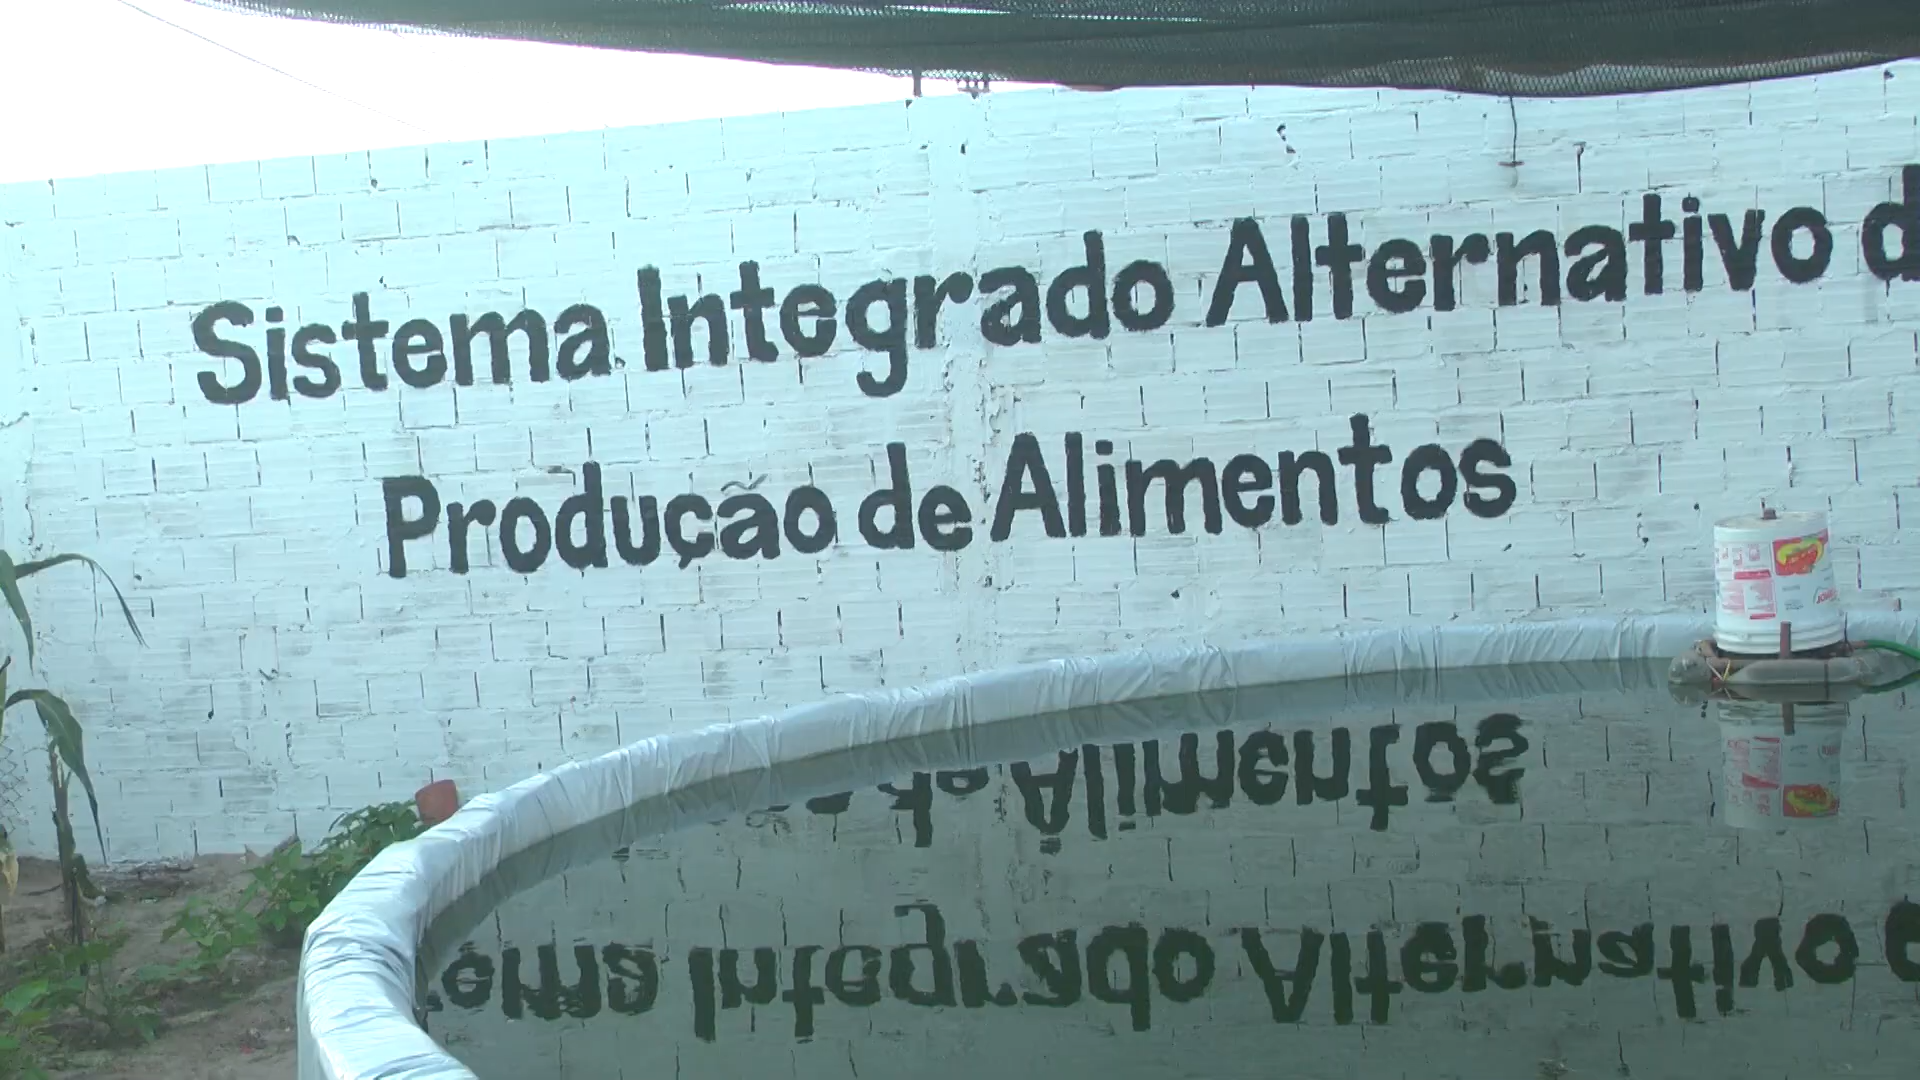 Sistema Integrado Alternativo d
Produção de Alimentos